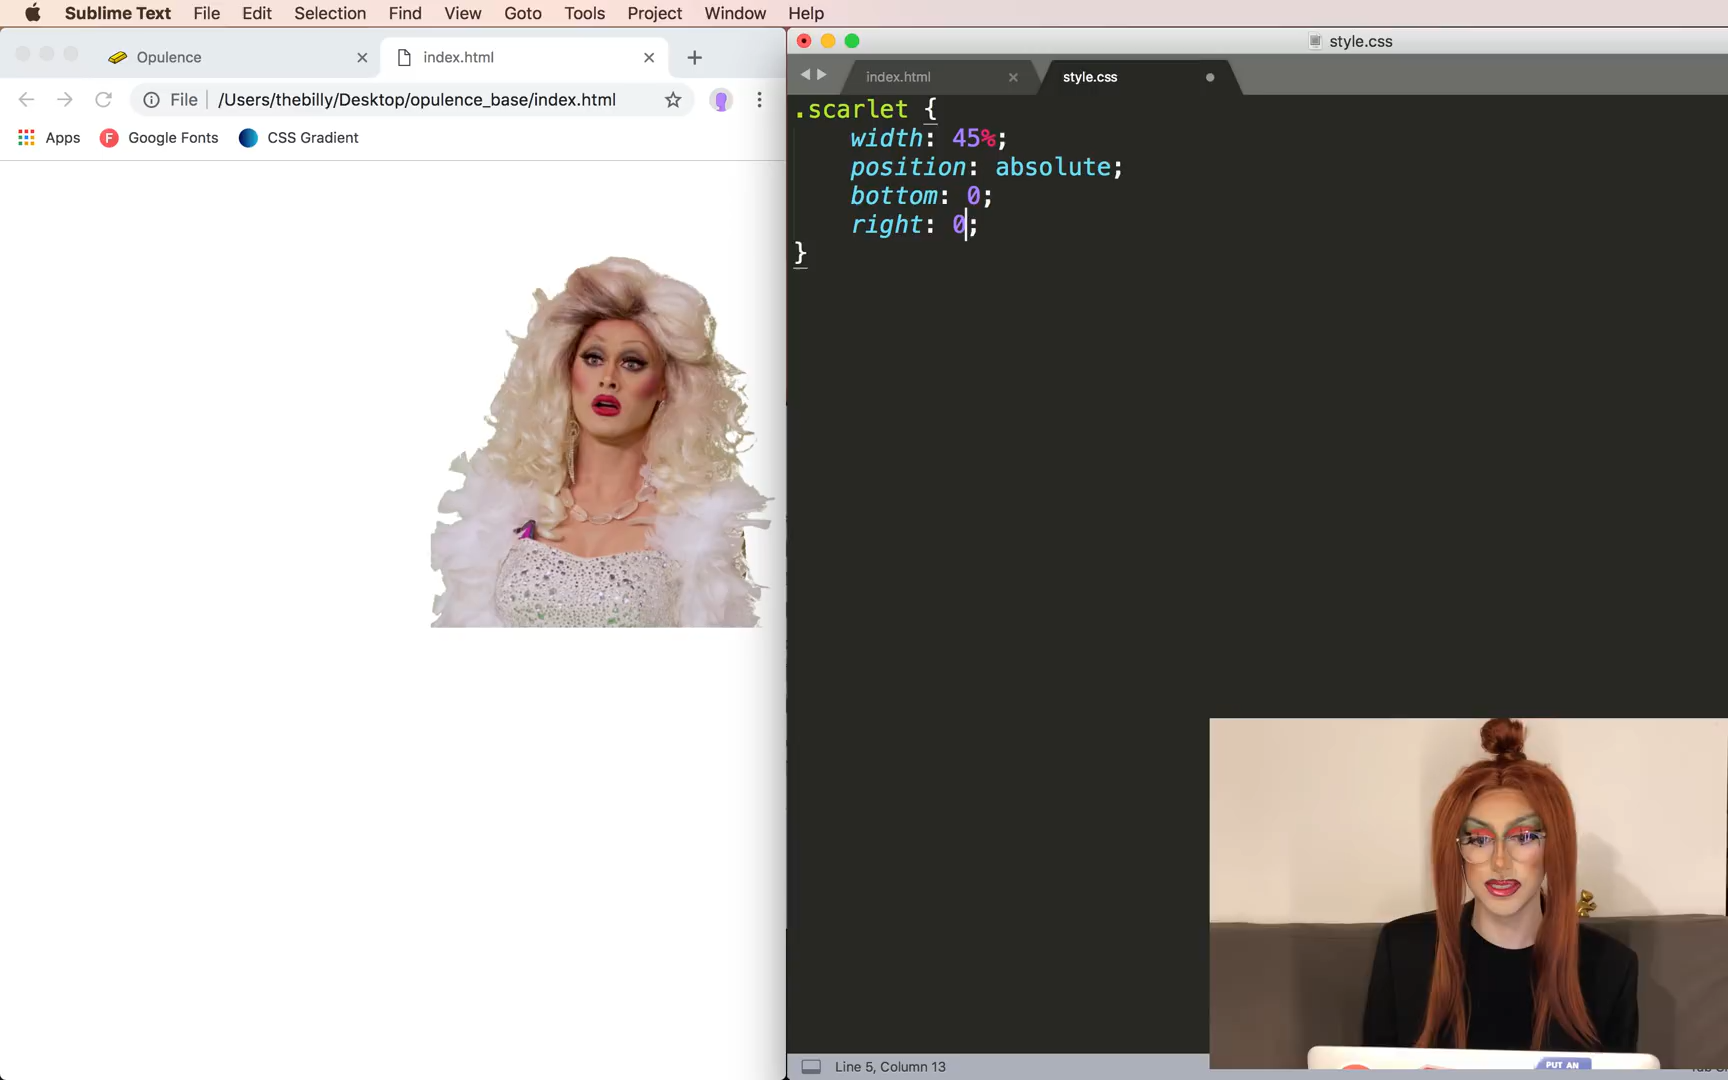 Sublime Text File Edit Selection Find View Goto Tools Project Window Help
Opulence
index.html
File /Users/thebilly/Desktop/opulence_base/index.html
Apps
F Google Fonts
CSS Gradient
style.css
index.html
style.css
.scarlet {
width: 45%;
position: absolute;
bottom: 0;
right: 0;
}
Line 5, Column 13
PUT AN